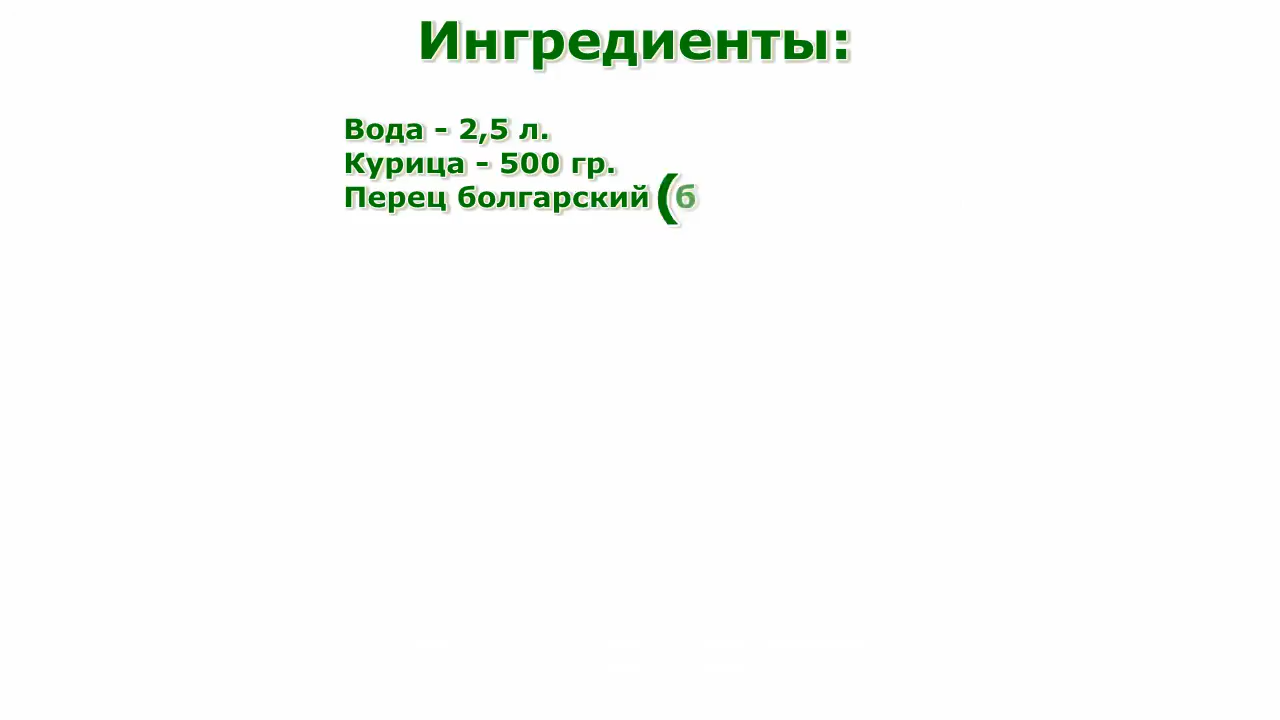 Ингредиенты:
Вода - 2,5 л.
Курица - 500 гр.
Перец болгарский (б